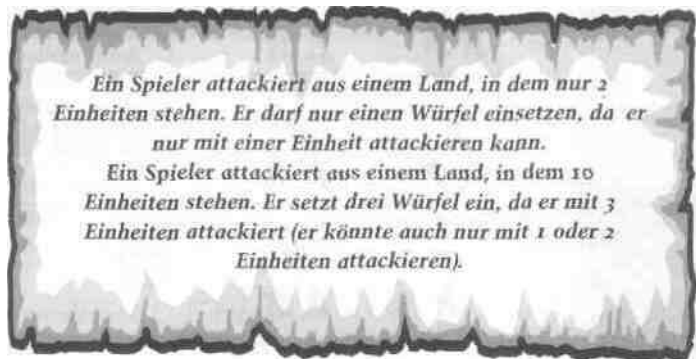 Ein Spieler attackiert aus einem Land, in dem nur 2
Einheiten stehen. Er darf nur einen Würfel einsetzen, da er
nur mit einer Einheit attackieren kann.
Ein Spieler attackiert aus einem Land, in dem 10
Einheiten stehen. Er setzt drei Würfel ein, da er mit 3
Einheiten attackiert (er könnte auch nur mit 1 oder 2
Einheiten attackieren).